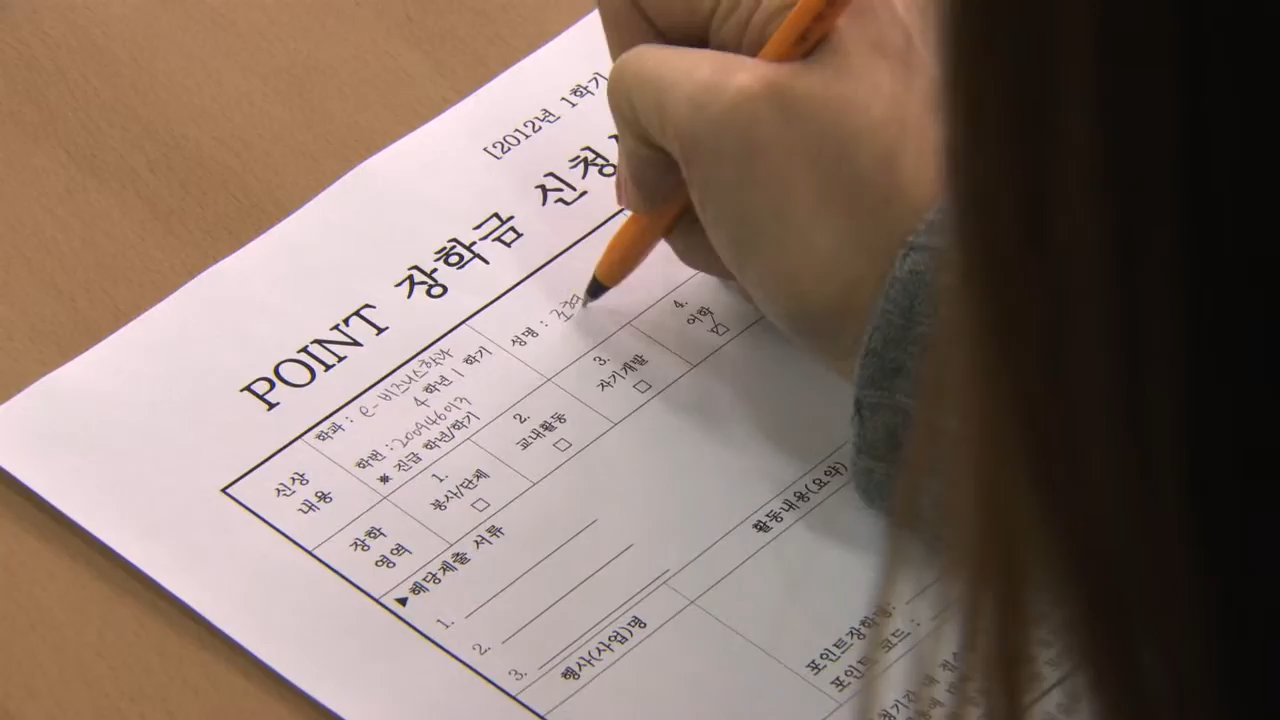 [2012년 1학기
POINT 장학금 신청
신상
내용
학과 : e-비즈니스학과
4 학년 1 학기
학번 : 200946017
※ 진급 학년/학기
성명 : 조
장학
영역
1.
봉사/단체
□
2.
교내활동
□
3.
자기개발
□
4.
어학
☑
▶해당제출 서류
1.
2.
3.
행사(사업)명
활동내용(요약)
포인트장학명:
포인트 코드 :